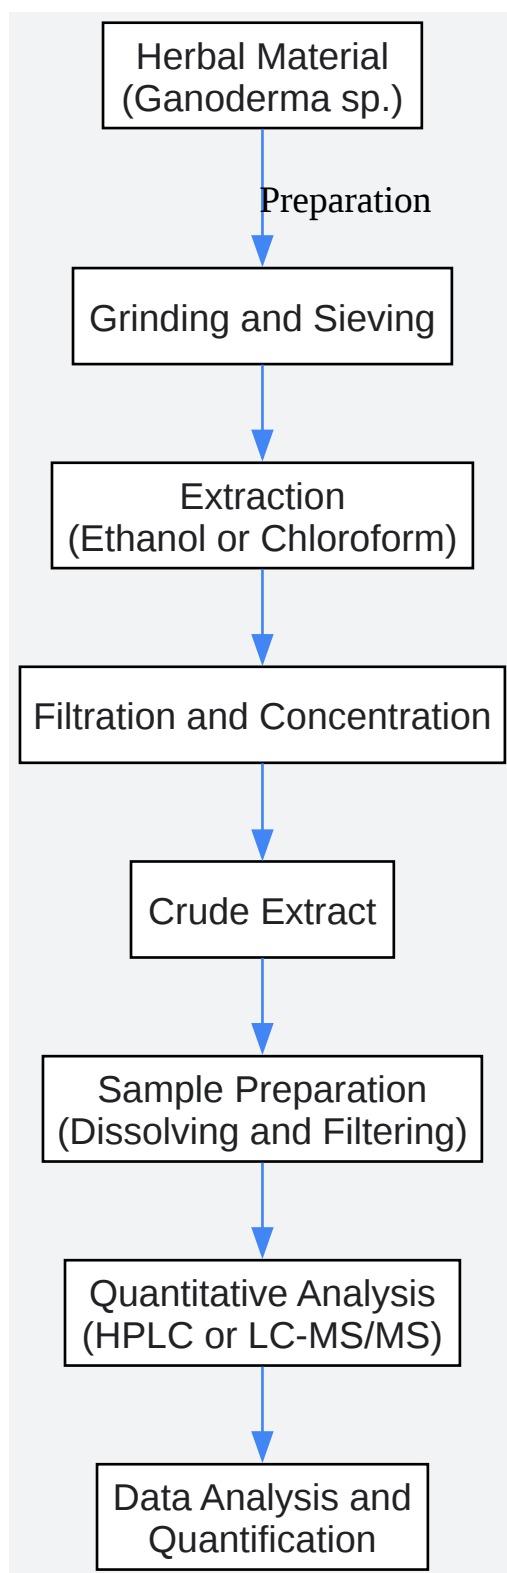 Herbal Material
(Ganoderma sp.)
Preparation
Grinding and Sieving
Extraction
(Ethanol or Chloroform)
Filtration and Concentration
Crude Extract
Sample Preparation
(Dissolving and Filtering)
Quantitative Analysis
(HPLC or LC-MS/MS)
Data Analysis and
Quantification